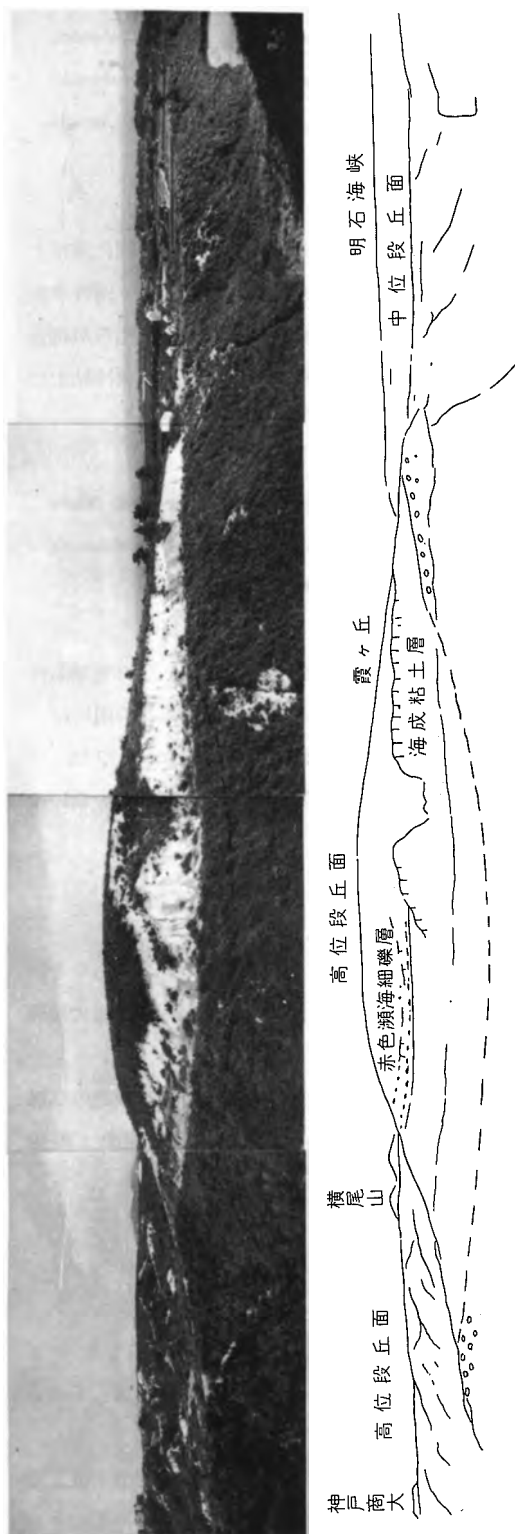 明石海峡
中位段丘面
霞ヶ丘
海成粘土層
高位段丘面
赤色瀕海細礫層
横尾山
高位段丘面
神戸商大